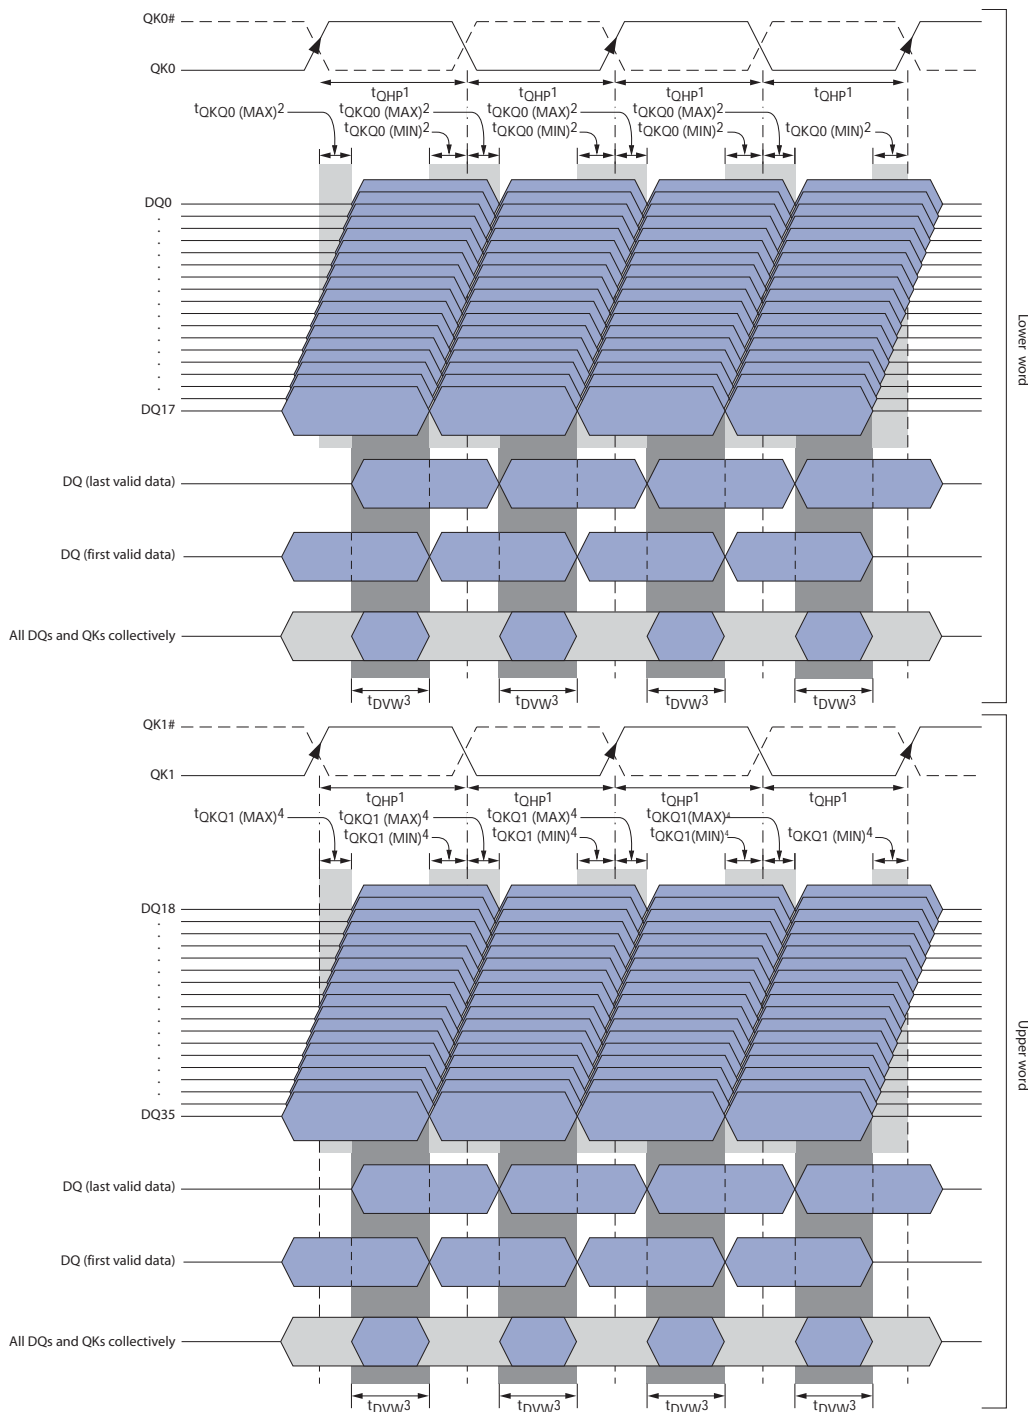 QK0#
QK0
tQHP1 tQHP1 tQHP1 tQHP1
tQKQ0 (MAX)2 tQKQ0 (MAX)2 tQKQ0 (MAX)2 tQKQ0 (MAX)2
tQKQ0 (MIN)2 tQKQ0 (MIN)2 tQKQ0 (MIN)2 tQKQ0 (MIN)2
DQ0
DQ17
DQ (last valid data)
DQ (first valid data)
All DQs and QKs collectively
tDVW3 tDVW3 tDVW3 tDVW3
Lower word
QK1#
QK1
tQHP1 tQHP1 tQHP1 tQHP1
tQKQ1 (MAX)4 tQKQ1 (MAX)4 tQKQ1 (MAX)4 tQKQ1(MAX)4
tQKQ1 (MIN)4 tQKQ1 (MIN)4 tQKQ1(MIN)4 tQKQ1 (MIN)4
DQ18
DQ35
DQ (last valid data)
DQ (first valid data)
All DQs and QKs collectively
tDVW3 tDVW3 tDVW3 tDVW3
Upper word